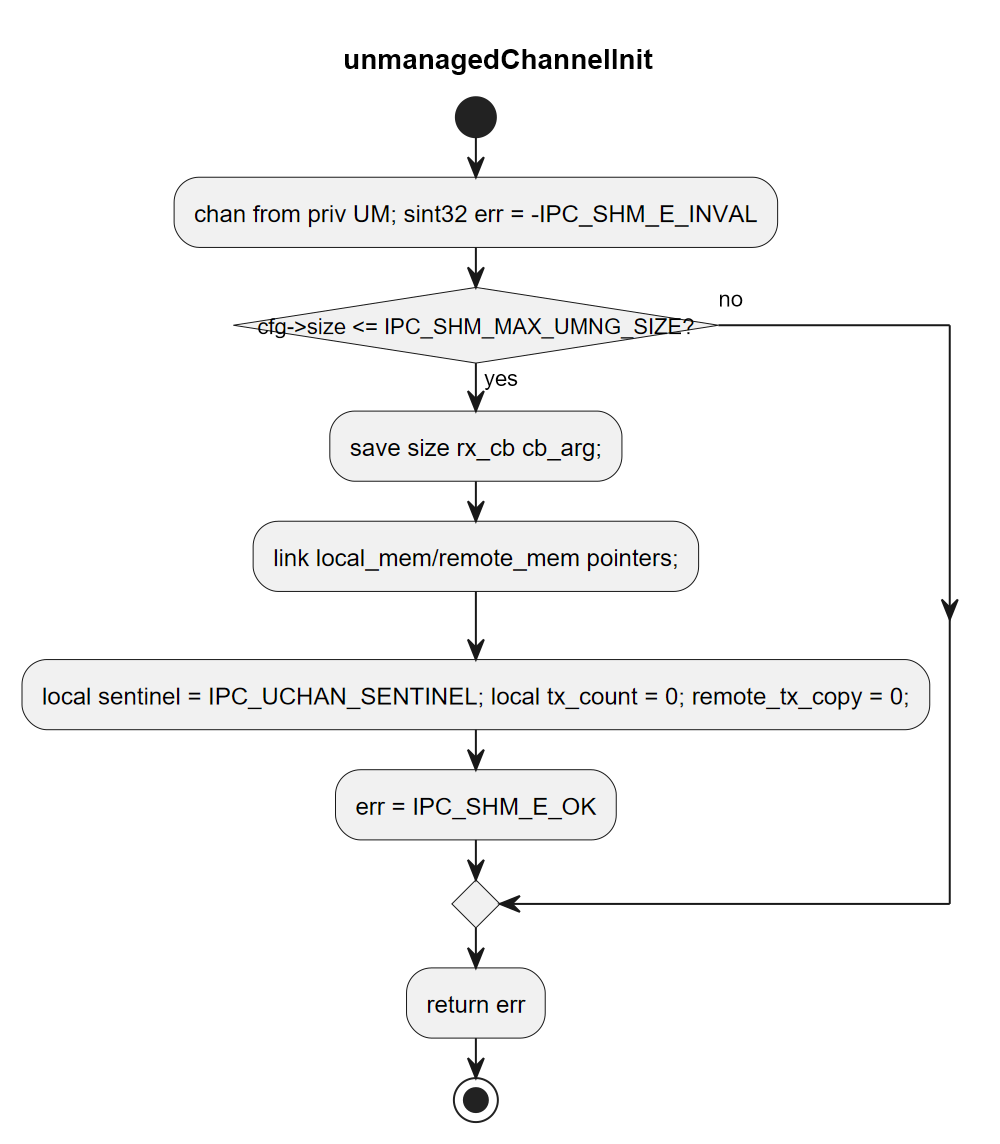 unmanagedChannelInit
chan from priv UM; sint32 err = -IPC_SHM_E_INVAL
no
cfg->size <= IPC_SHM_MAX_UMNG_SIZE?
yes
save size rx_cb cb_arg;
link local_mem/remote_mem pointers;
local sentinel = IPC_UCHAN_SENTINEL; local tx_count = 0; remote_tx_copy = 0;
err = IPC_SHM_E_OK
return err